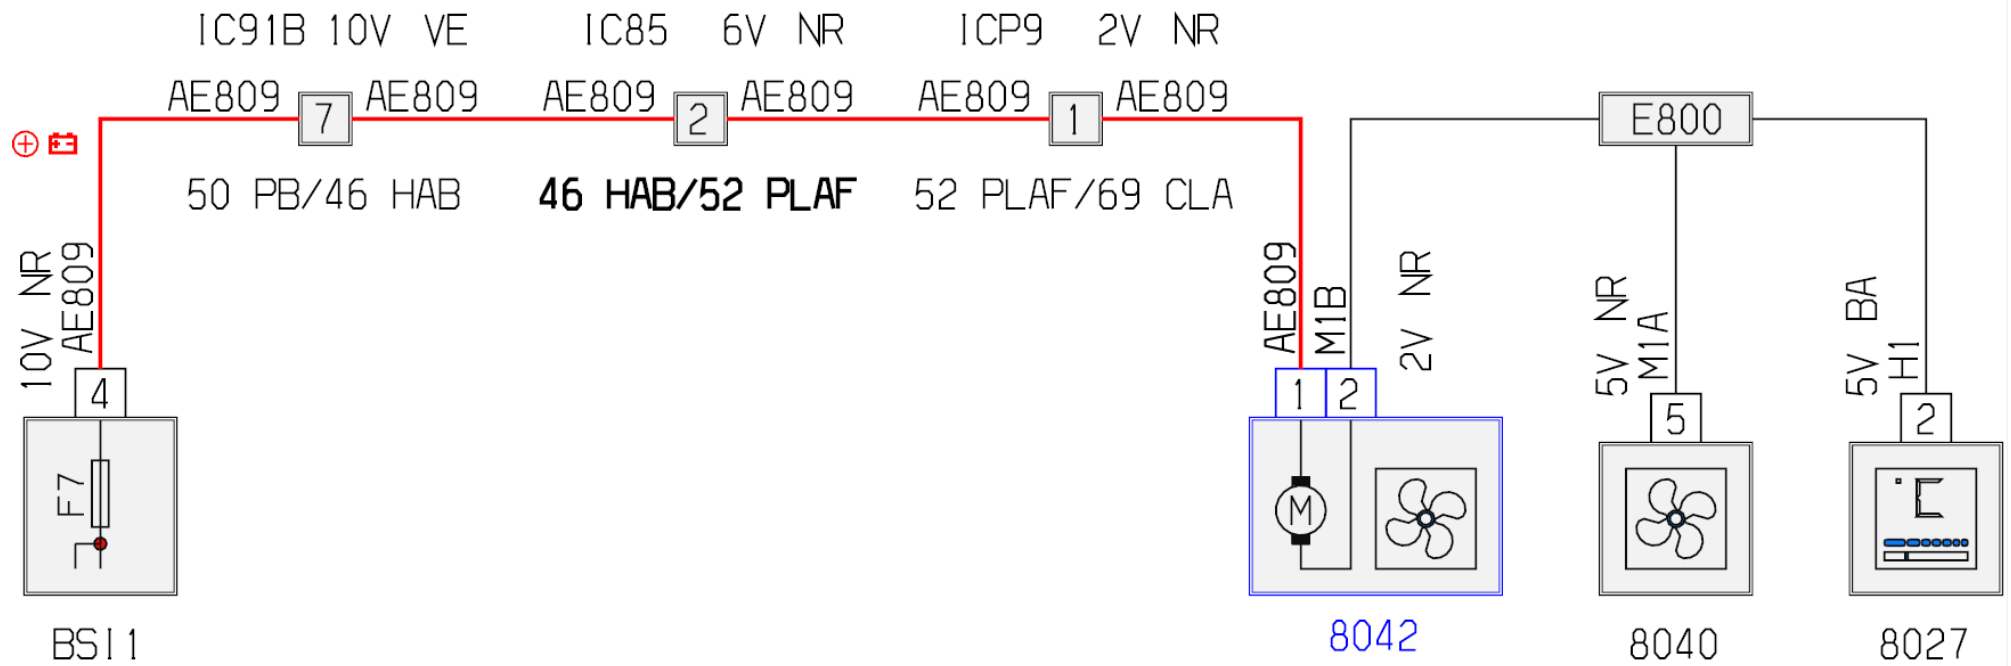 IC91B 10V VE
IC85 6V NR
ICP9 2V NR
AE809 7 AE809
AE809 2 AE809
AE809 1 AE809
E800
50 PB/46 HAB
46 HAB/52 PLAF
52 PLAF/69 CLA
10V NR
AE809
AE809
M1B
2V NR
5V NR
M1A
5V BA
H1
4
1 2
5
2
F7
M
°C
BSI1
8042
8040
8027